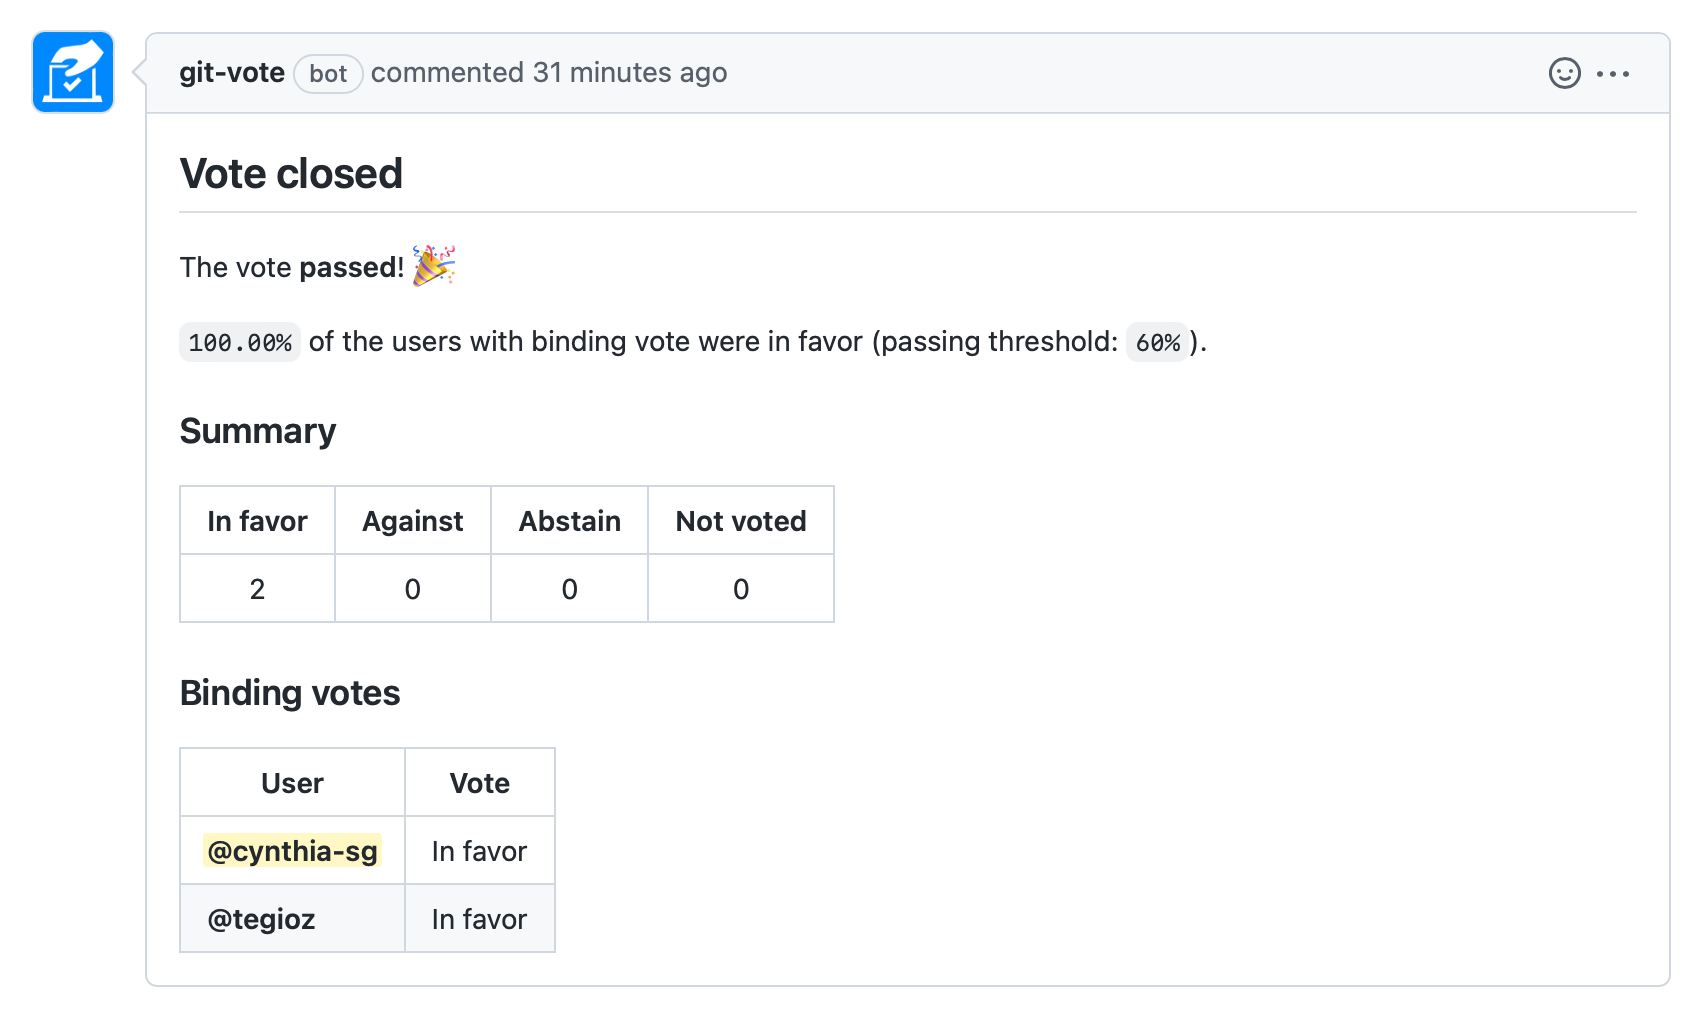 git-vote bot commented 31 minutes ago
Vote closed
The vote passed! 🎉
100.00% of the users with binding vote were in favor (passing threshold: 60%).
Summary
In favor Against Abstain Not voted
2 0 0 0
Binding votes
User Vote
@cynthia-sg In favor
@tegioz In favor